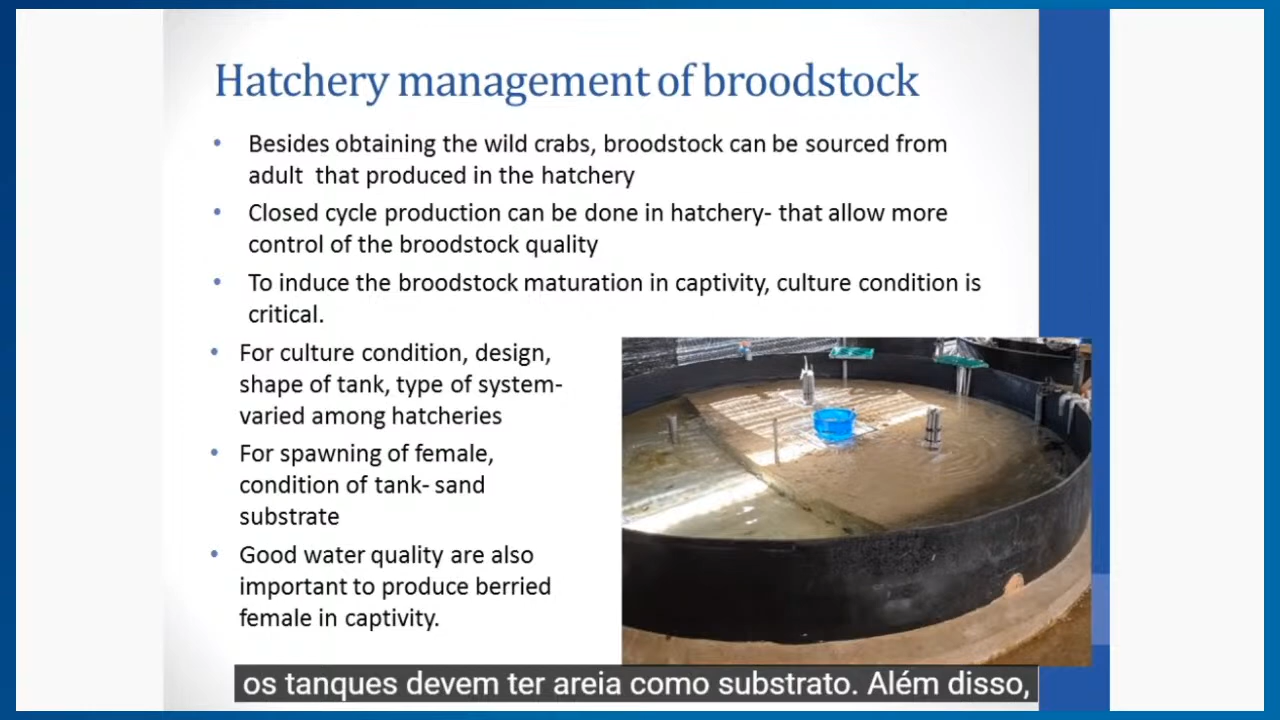 Hatchery management of broodstock
• Besides obtaining the wild crabs, broodstock can be sourced from
adult that produced in the hatchery
• Closed cycle production can be done in hatchery- that allow more
control of the broodstock quality
• To induce the broodstock maturation in captivity, culture condition is
critical.
• For culture condition, design,
shape of tank, type of system-
varied among hatcheries
• For spawning of female,
condition of tank- sand
substrate
• Good water quality are also
important to produce berried
female in captivity.
os tanques devem ter areia como substrato. Além disso,